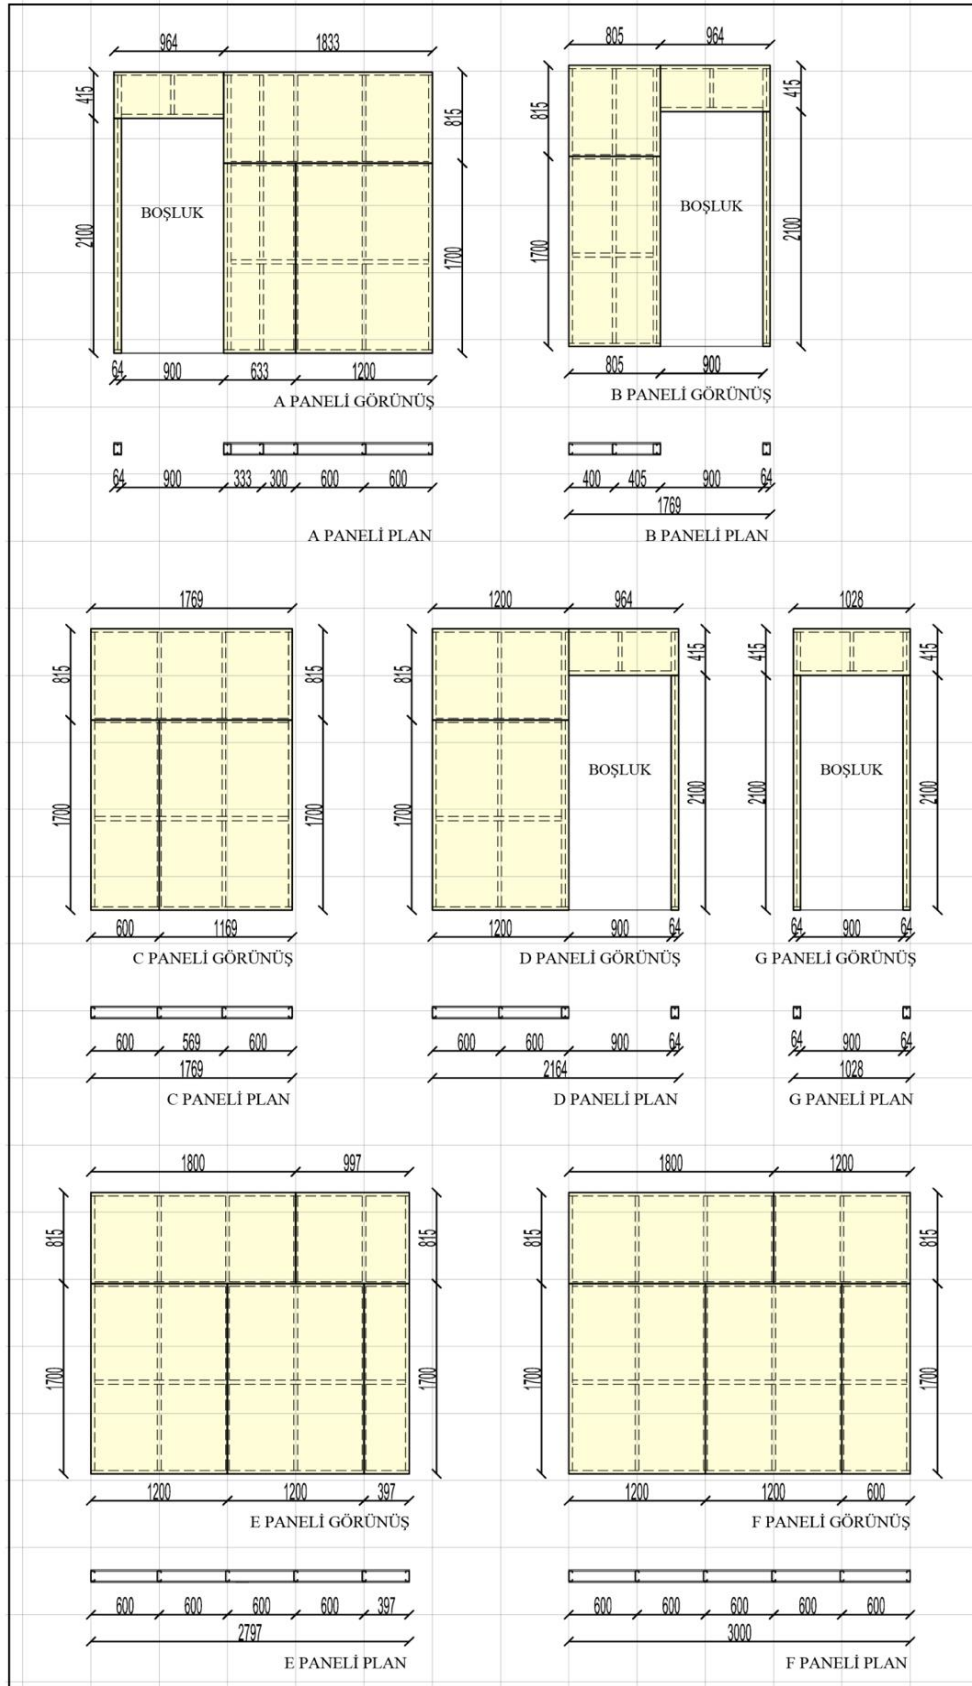 964 1833
805 964
415 815
815 415
BOŞLUK
BOŞLUK
2100 1700
1700 2100
64 900 633 1200
805 900
A PANELİ GÖRÜNÜŞ
B PANELİ GÖRÜNÜŞ
64 900 333 300 600 600
400 405 900 64
1769
A PANELİ PLAN
B PANELİ PLAN
1769
1200 964
1028
815 815
815 415
415 415
BOŞLUK
BOŞLUK
1700 1700
1700 2100
2100 2100
600 1169
1200 900 64
64 900 64
C PANELİ GÖRÜNÜŞ
D PANELİ GÖRÜNÜŞ
G PANELİ GÖRÜNÜŞ
600 569 600
600 600 900 64
64 900 64
1769
2164
1028
C PANELİ PLAN
D PANELİ PLAN
G PANELİ PLAN
1800 997
1800 1200
815 815
815 815
1700 1700
1700 1700
1200 1200 397
1200 1200 600
E PANELİ GÖRÜNÜŞ
F PANELİ GÖRÜNÜŞ
600 600 600 600 397
600 600 600 600 600
2797
3000
E PANELİ PLAN
F PANELİ PLAN